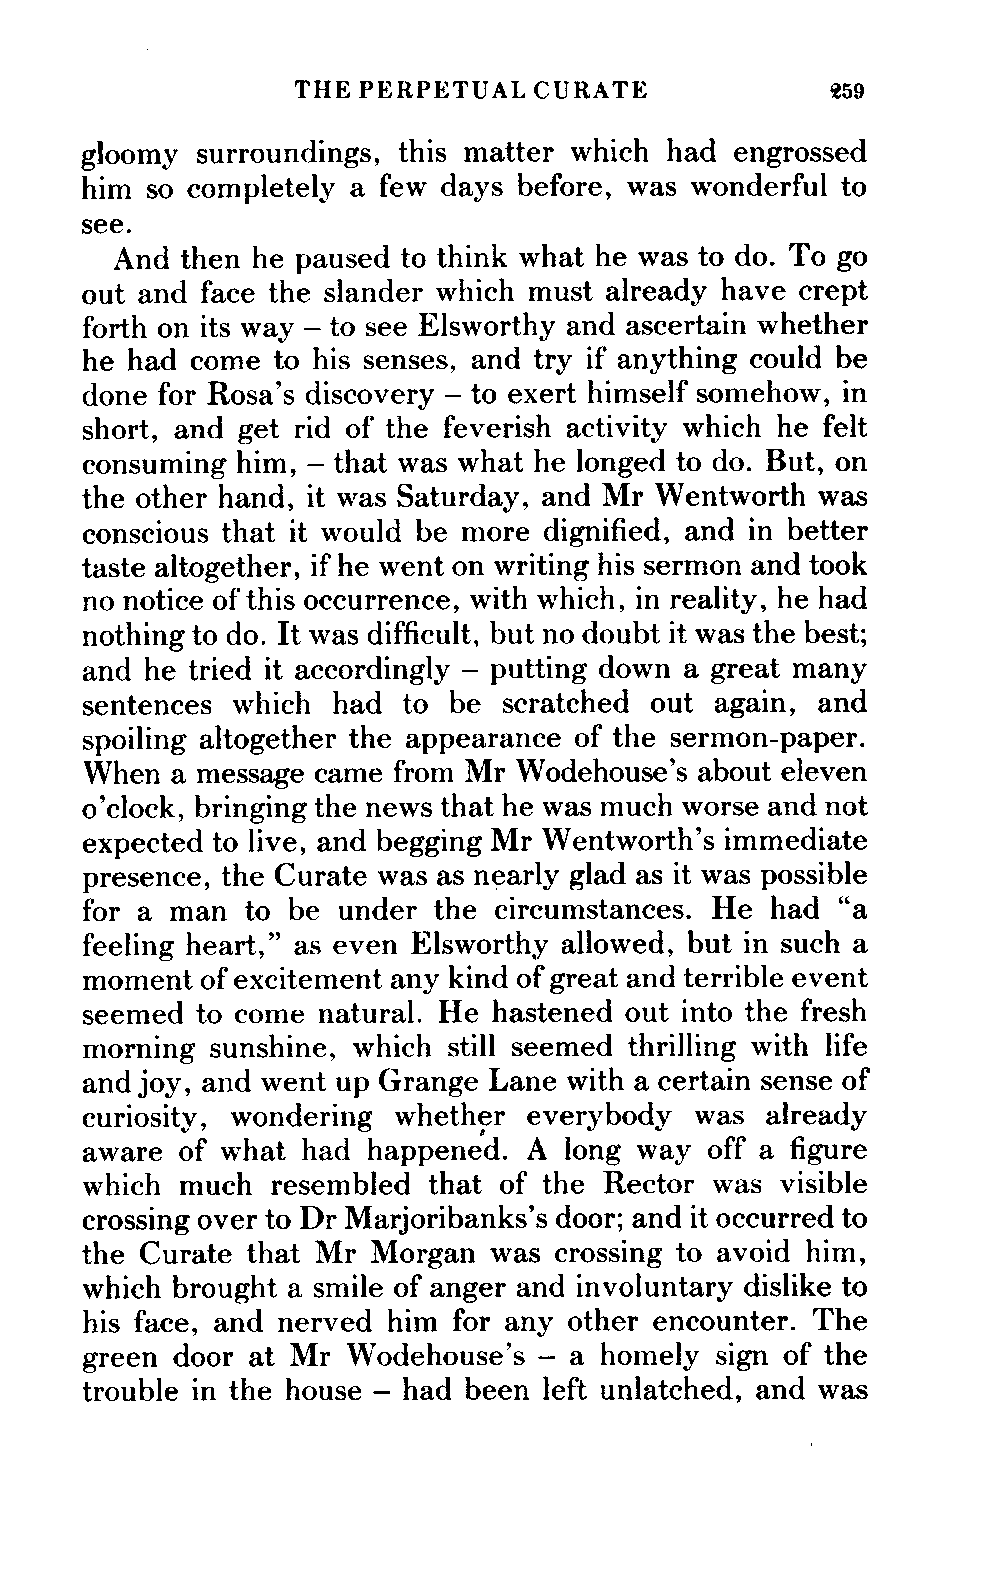 THE PERPETUAL CURATE 259
gloomy surroundings, this matter which had engrossed
him so completely a few days before, was wonderful to
see.
And then he paused to think what he was to do. To go
out and face the slander which must already have crept
forth on its way – to see Elsworthy and ascertain whether
he had come to his senses, and try if anything could be
done for Rosa's discovery – to exert himself somehow, in
short, and get rid of the feverish activity which he felt
consuming him, – that was what he longed to do. But, on
the other hand, it was Saturday, and Mr Wentworth was
conscious that it would be more dignified, and in better
taste altogether, if he went on writing his sermon and took
no notice of this occurrence, with which, in reality, he had
nothing to do. It was difficult, but no doubt it was the best;
and he tried it accordingly – putting down a great many
sentences which had to be scratched out again, and
spoiling altogether the appearance of the sermon-paper.
When a message came from Mr Wodehouse's about eleven
o'clock, bringing the news that he was much worse and not
expected to live, and begging Mr Wentworth's immediate
presence, the Curate was as nearly glad as it was possible
for a man to be under the circumstances. He had “a
feeling heart,” as even Elsworthy allowed, but in such a
moment of excitement any kind of great and terrible event
seemed to come natural. He hastened out into the fresh
morning sunshine, which still seemed thrilling with life
and joy, and went up Grange Lane with a certain sense of
curiosity, wondering whether everybody was already
aware of what had happened. A long way off a figure
which much resembled that of the Rector was visible
crossing over to Dr Marjoribanks's door; and it occurred to
the Curate that Mr Morgan was crossing to avoid him,
which brought a smile of anger and involuntary dislike to
his face, and nerved him for any other encounter. The
green door at Mr Wodehouse's – a homely sign of the
trouble in the house – had been left unlatched, and was